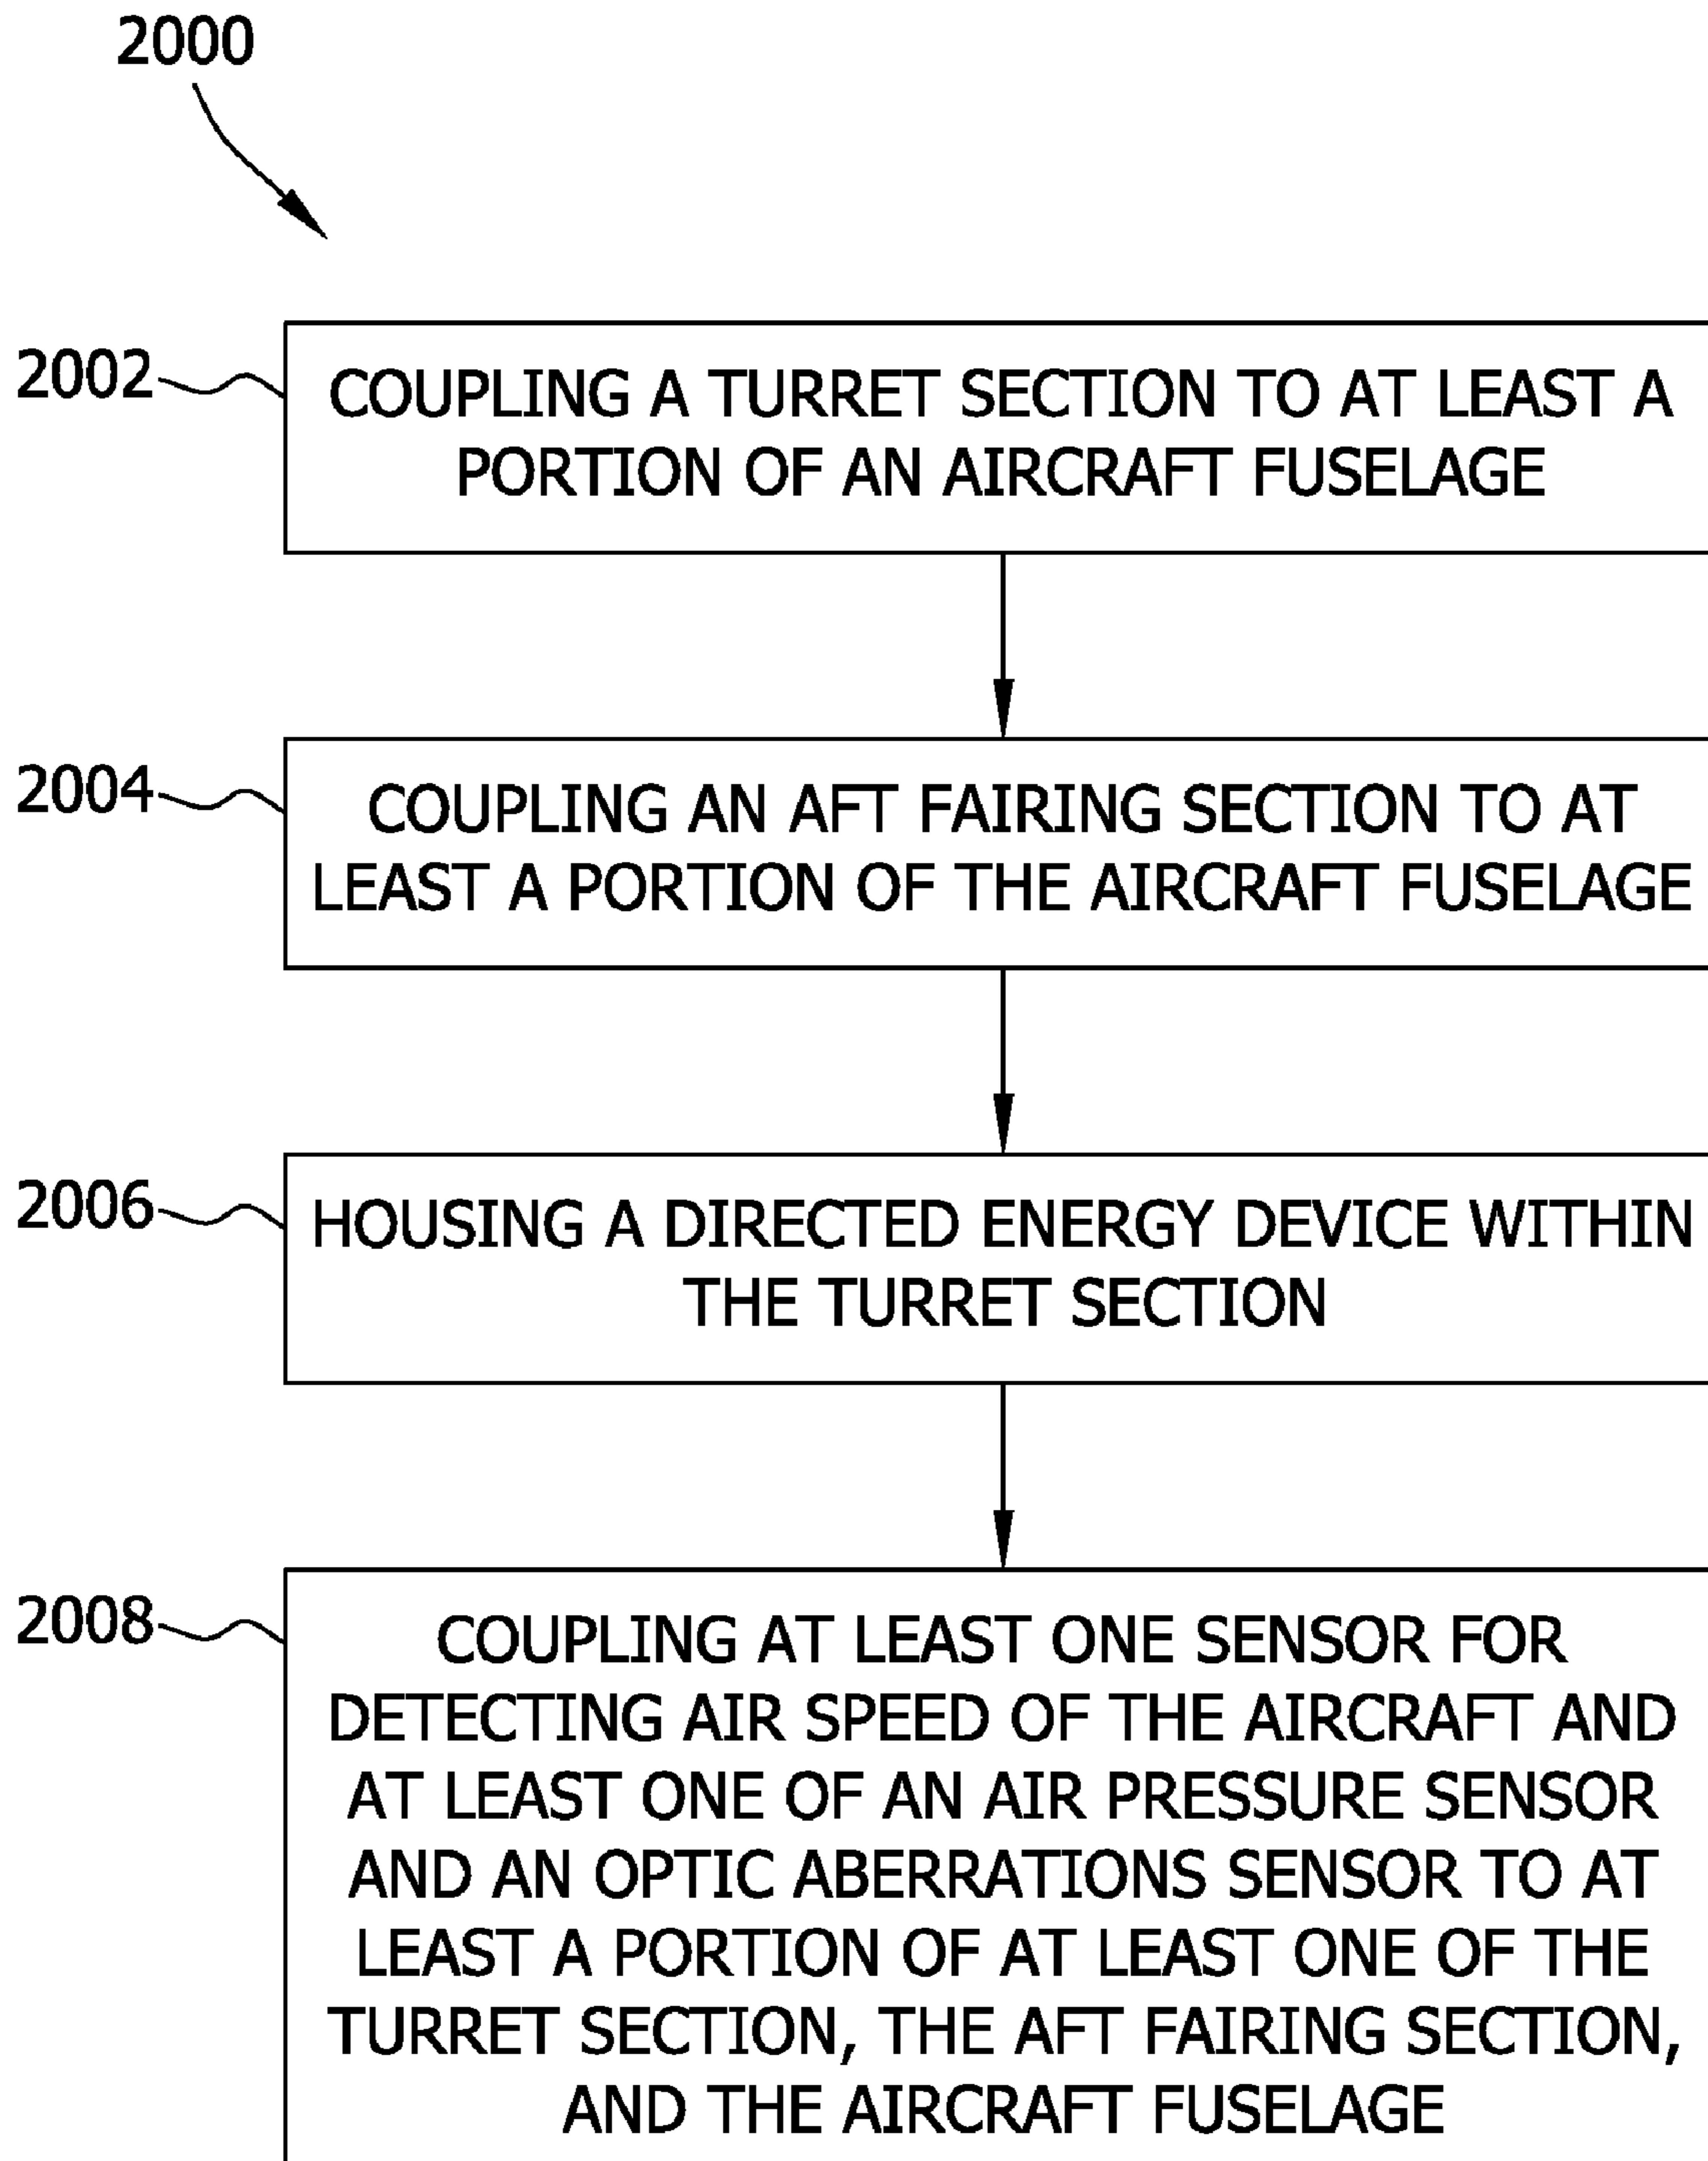 2000
2002
COUPLING A TURRET SECTION TO AT LEAST A
PORTION OF AN AIRCRAFT FUSELAGE
2004
COUPLING AN AFT FAIRING SECTION TO AT
LEAST A PORTION OF THE AIRCRAFT FUSELAGE
2006
HOUSING A DIRECTED ENERGY DEVICE WITHIN
THE TURRET SECTION
2008
COUPLING AT LEAST ONE SENSOR FOR
DETECTING AIR SPEED OF THE AIRCRAFT AND
AT LEAST ONE OF AN AIR PRESSURE SENSOR
AND AN OPTIC ABERRATIONS SENSOR TO AT
LEAST A PORTION OF AT LEAST ONE OF THE
TURRET SECTION, THE AFT FAIRING SECTION,
AND THE AIRCRAFT FUSELAGE